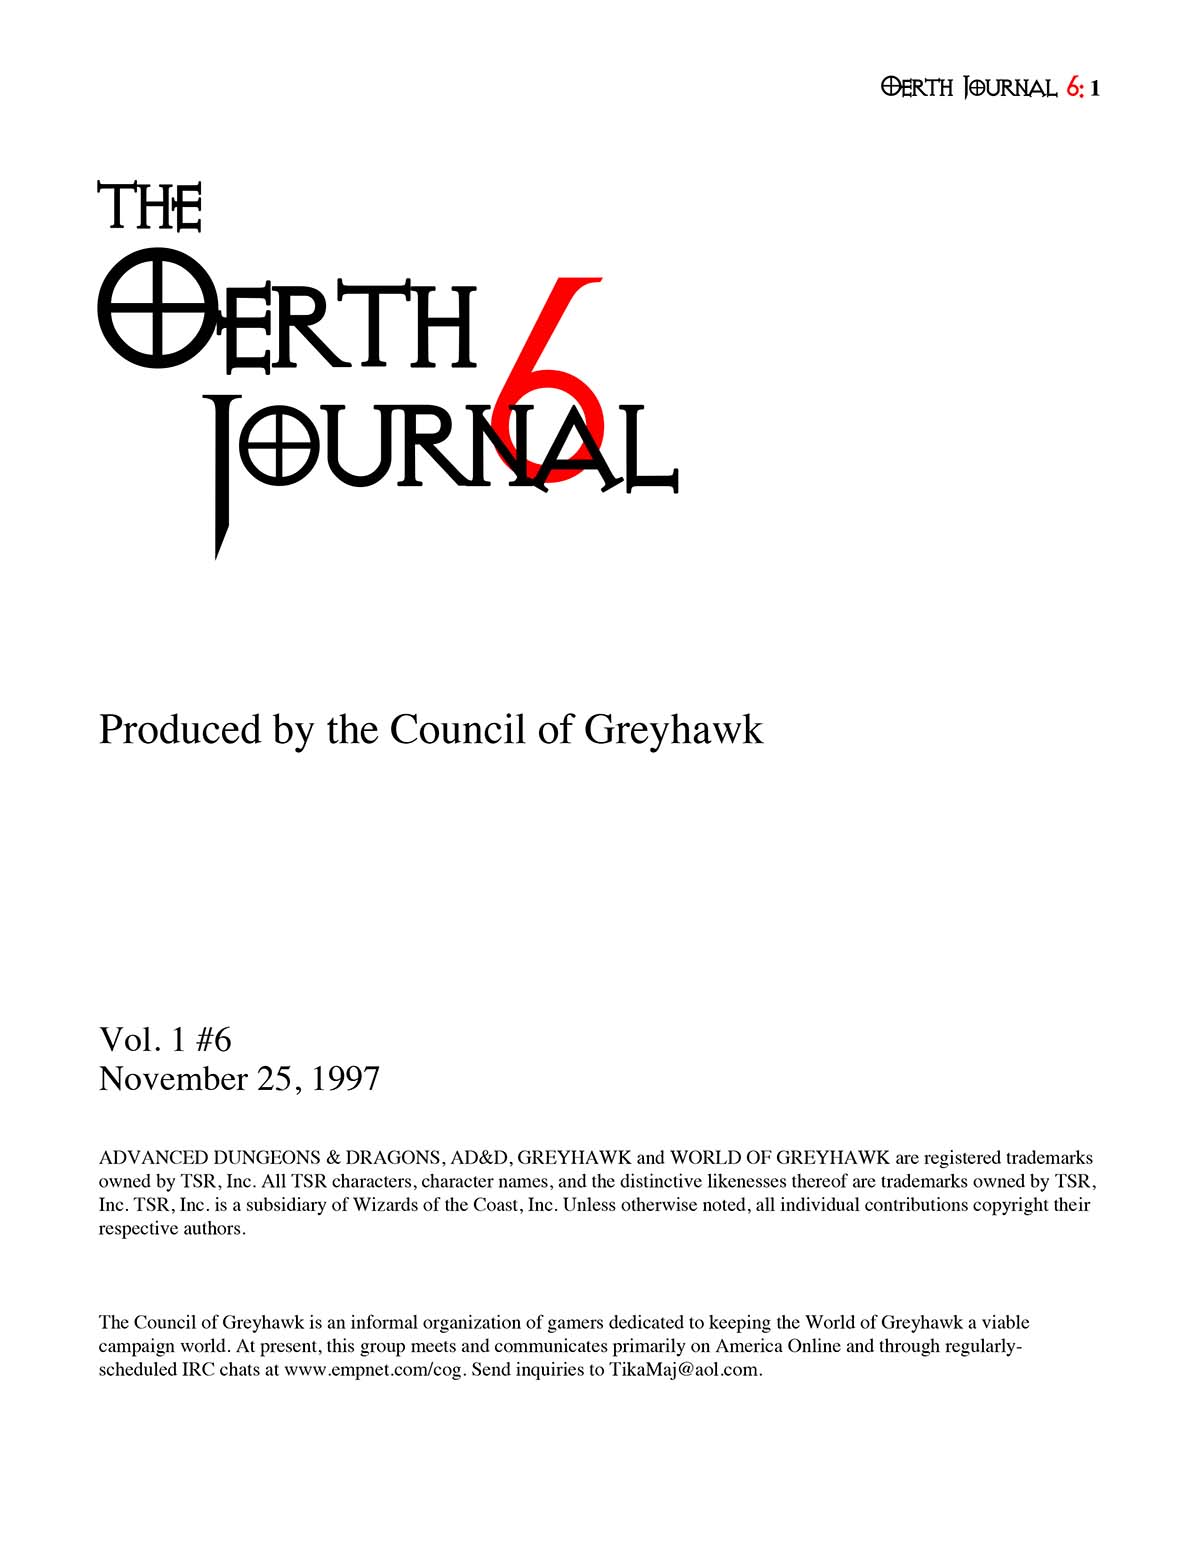 OERTH JOURNAL 6: 1
THE
OERTH 6
JOURNAL
Produced by the Council of Greyhawk
Vol. 1 #6
November 25, 1997
ADVANCED DUNGEONS & DRAGONS, AD&D, GREYHAWK and WORLD OF GREYHAWK are registered trademarks
owned by TSR, Inc. All TSR characters, character names, and the distinctive likenesses thereof are trademarks owned by TSR,
Inc. TSR, Inc. is a subsidiary of Wizards of the Coast, Inc. Unless otherwise noted, all individual contributions copyright their
respective authors.
The Council of Greyhawk is an informal organization of gamers dedicated to keeping the World of Greyhawk a viable
campaign world. At present, this group meets and communicates primarily on America Online and through regularly-
scheduled IRC chats at www.empnet.com/cog. Send inquiries to TikaMaj@aol.com.